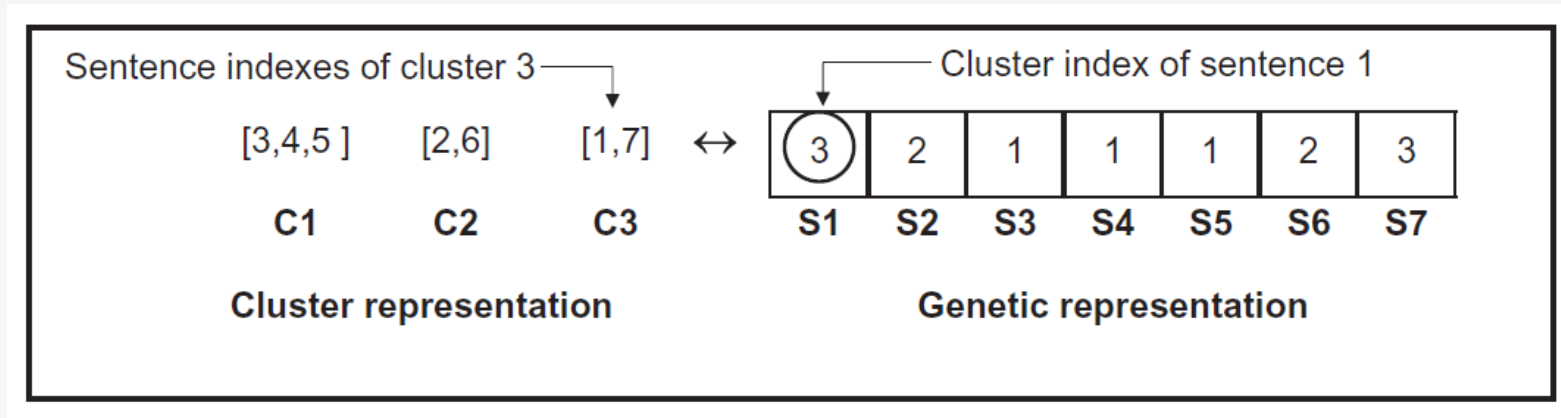 Sentence indexes of cluster 3 Cluster index of sentence 1
[3,4,5 ] [2,6] [1,7] ↔ 3 2 1 1 1 2 3
C1 C2 C3 S1 S2 S3 S4 S5 S6 S7
Cluster representation Genetic representation